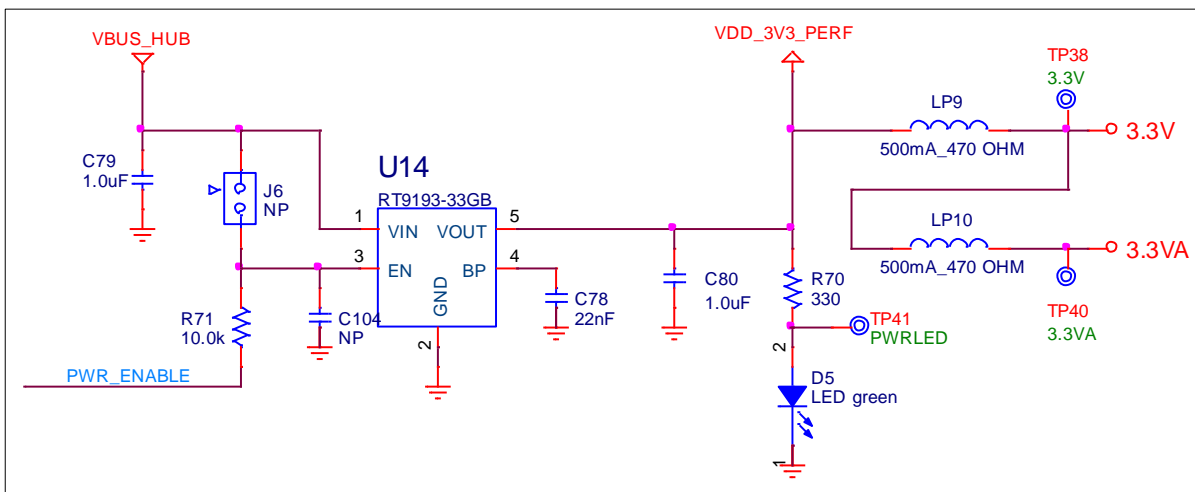 VBUS_HUB
VDD_3V3_PERF
TP38
3.3V
LP9
3.3V
500mA_470 OHM
C79
1.0uF
J6
NP
U14
RT9193-33GB
1
VIN
VOUT
5
3
EN
BP
4
GND
2
C78
22nF
C80
1.0uF
R70
330
LP10
3.3VA
500mA_470 OHM
R71
10.0k
C104
NP
TP41
PWRLED
TP40
3.3VA
PWR_ENABLE
2
D5
LED green
1